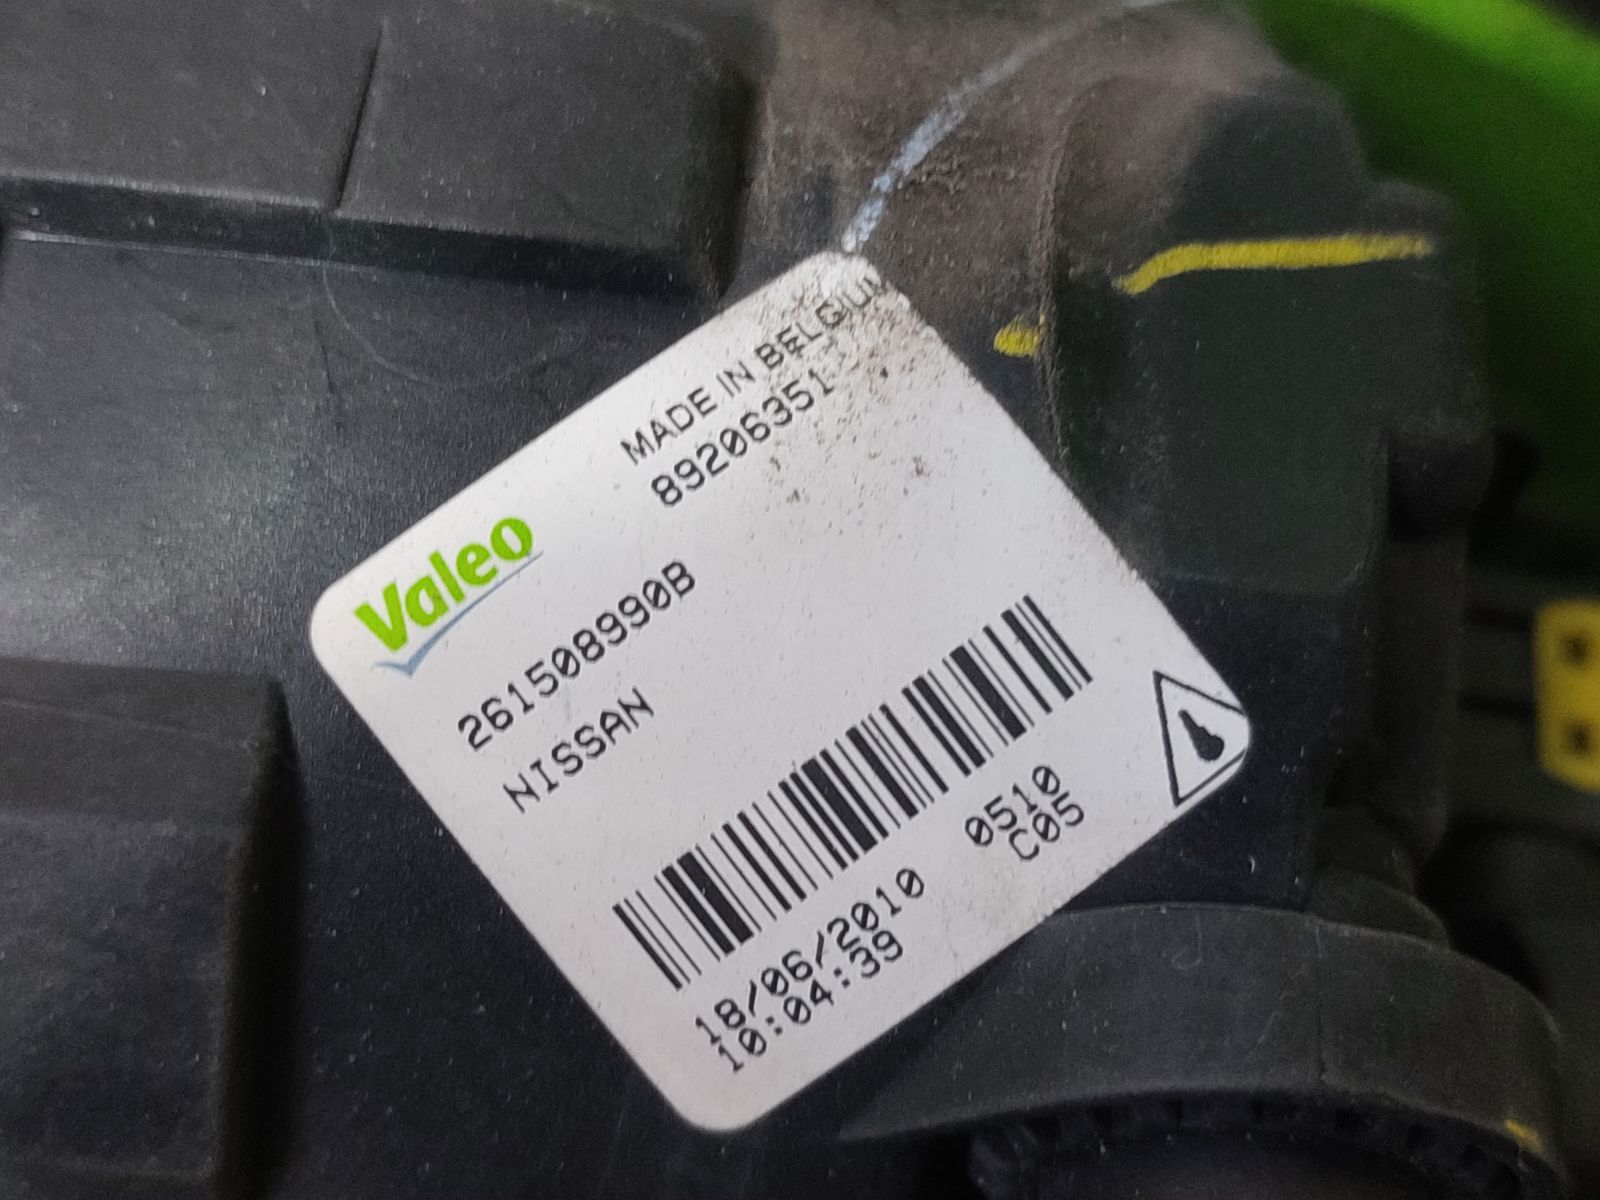 MADE IN BELGIUM
89206351
Valeo
261508990B
NISSAN
0510
C05
18/06/2010
10:04:39